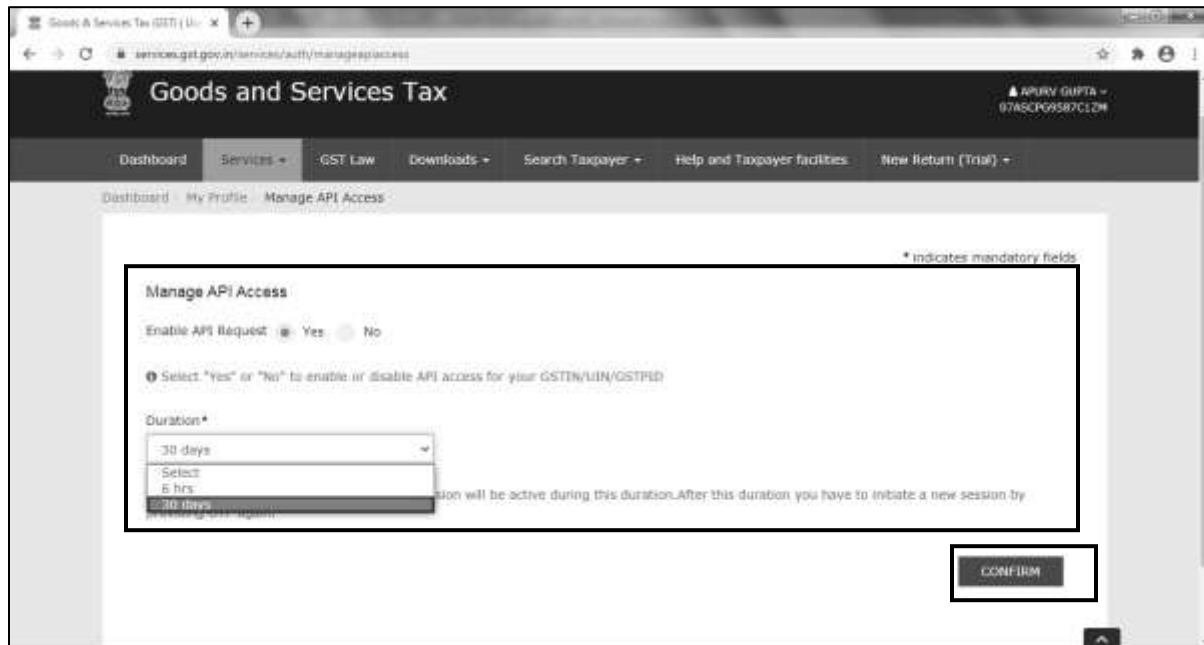 Goods & Services Tax (GST) | Us
services.gst.gov.in/services/auth/manageapiaccess
Goods and Services Tax
APURV GUPTA
Dashboard Services GST Law Downloads Search Taxpayer Help and Taxpayer facilities New Return (Trial)
Dashboard My Profile Manage API Access
* indicates mandatory fields
Manage API Access
Enable API Request Yes No
Select "Yes" or "No" to enable or disable API access for your GSTIN/UIN/GSTPID
Duration*
30 days
Select
6 hrs
30 days
sion will be active during this duration.After this duration you have to initiate a new session by
CONFIRM